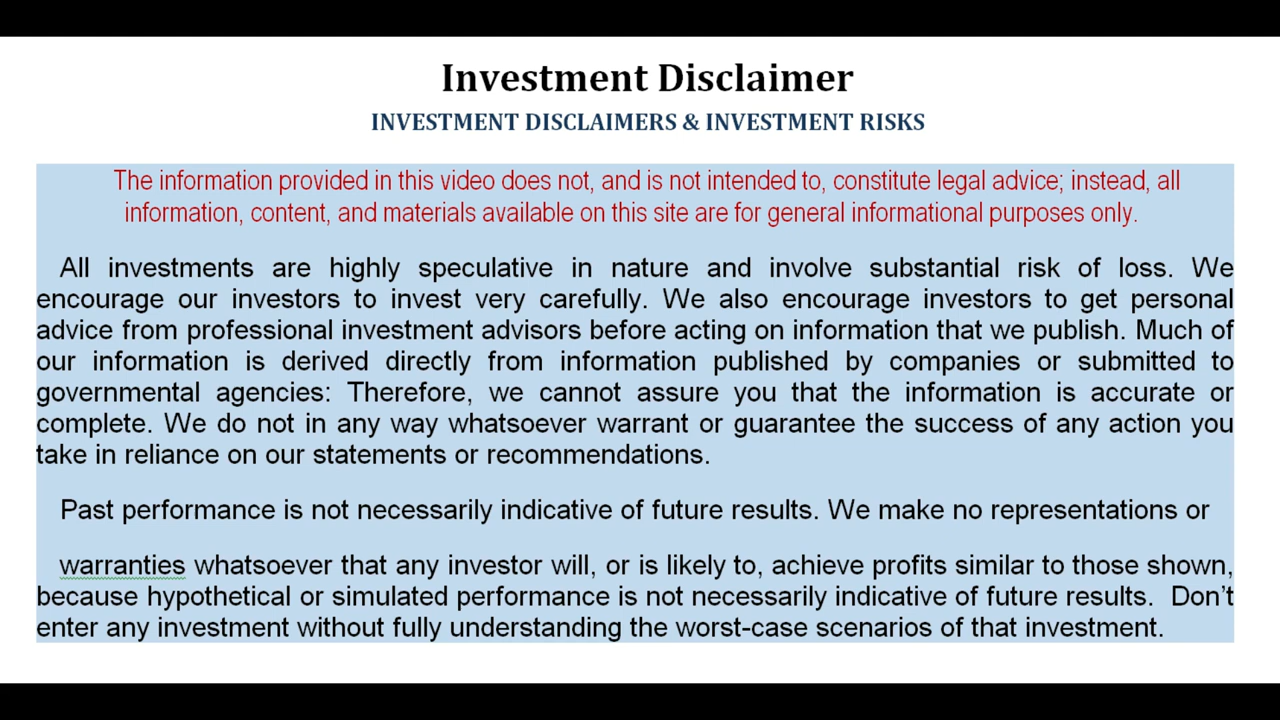 Investment Disclaimer
INVESTMENT DISCLAIMERS & INVESTMENT RISKS
The information provided in this video does not, and is not intended to, constitute legal advice; instead, all
information, content, and materials available on this site are for general informational purposes only.
All investments are highly speculative in nature and involve substantial risk of loss. We
encourage our investors to invest very carefully. We also encourage investors to get personal
advice from professional investment advisors before acting on information that we publish. Much of
our information is derived directly from information published by companies or submitted to
governmental agencies: Therefore, we cannot assure you that the information is accurate or
complete. We do not in any way whatsoever warrant or guarantee the success of any action you
take in reliance on our statements or recommendations.
Past performance is not necessarily indicative of future results. We make no representations or
warranties whatsoever that any investor will, or is likely to, achieve profits similar to those shown,
because hypothetical or simulated performance is not necessarily indicative of future results. Don’t
enter any investment without fully understanding the worst-case scenarios of that investment.